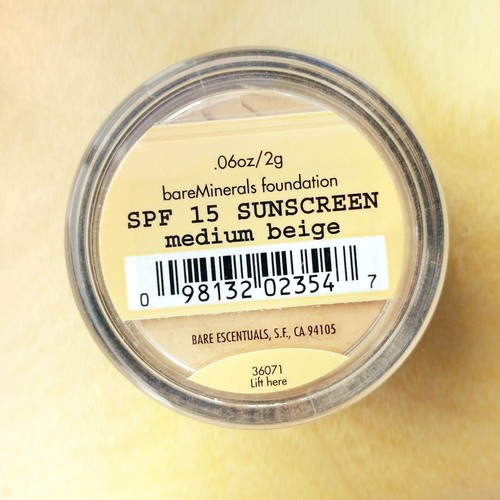 .06oz/2g
bareMinerals foundation
SPF 15 SUNSCREEN
medium beige
0 98132 02354 7
BARE ESCENTUALS, S.F., CA 94105
36071
Lift here